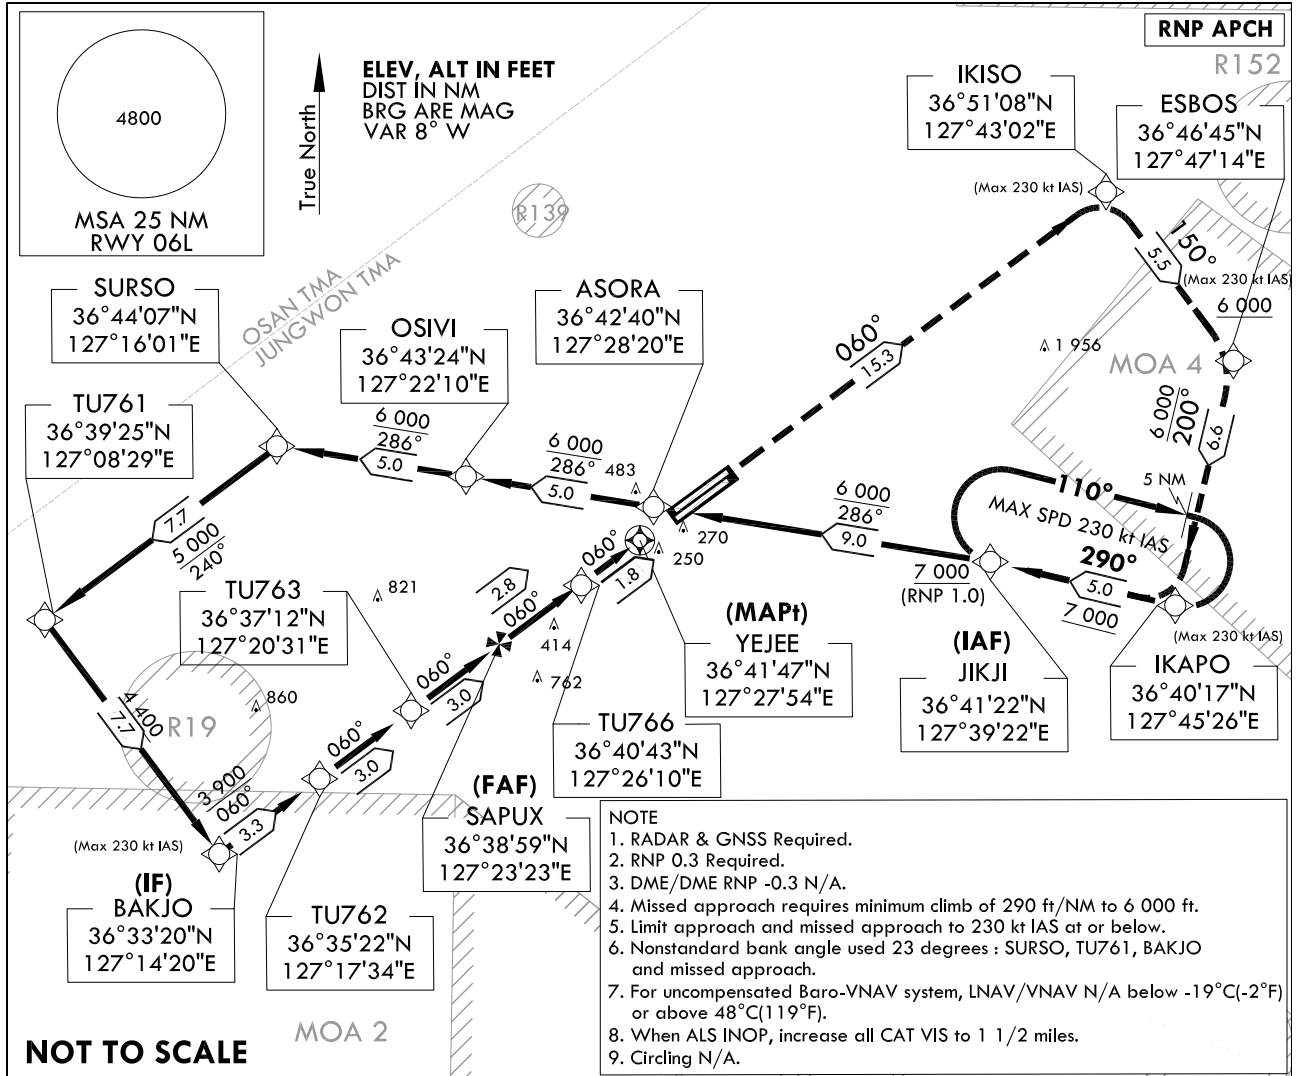 RNP APCH
R152
4800
MSA 25 NM
RWY 06L
True North
ELEV, ALT IN FEET
DIST IN NM
BRG ARE MAG
VAR 8° W
R139
OSAN TMA
JUNGWON TMA
IKISO
36°51'08"N
127°43'02"E
(Max 230 kt IAS)
ESBOS
36°46'45"N
127°47'14"E
150°
5.5
(Max 230 kt IAS)
6 000
SURSO
36°44'07"N
127°16'01"E
OSIVI
36°43'24"N
127°22'10"E
ASORA
36°42'40"N
127°28'20"E
060°
15.3
1 956
MOA 4
TU761
36°39'25"N
127°08'29"E
6 000
286°
5.0
6 000
286°
5.0
483
6 000
200°
6.6
5 NM
110°
MAX SPD 230 kt IAS
290°
5.0
7 000
6 000
286°
9.0
7 000
(RNP 1.0)
270
250
7.7
5 000
240°
TU763
36°37'12"N
127°20'31"E
821
2.8
060°
060°
1.8
414
762
(MAPt)
YEJEE
36°41'47"N
127°27'54"E
(IAF)
JIKJI
36°41'22"N
127°39'22"E
(Max 230 kt IAS)
IKAPO
36°40'17"N
127°45'26"E
4 400
7.7
R19
860
060°
3.0
060°
3.0
3 900
060°
3.3
TU766
36°40'43"N
127°26'10"E
(FAF)
SAPUX
36°38'59"N
127°23'23"E
(Max 230 kt IAS)
(IF)
BAKJO
36°33'20"N
127°14'20"E
TU762
36°35'22"N
127°17'34"E
MOA 2
NOT TO SCALE
NOTE
1. RADAR & GNSS Required.
2. RNP 0.3 Required.
3. DME/DME RNP -0.3 N/A.
4. Missed approach requires minimum climb of 290 ft/NM to 6 000 ft.
5. Limit approach and missed approach to 230 kt IAS at or below.
6. Nonstandard bank angle used 23 degrees : SURSO, TU761, BAKJO
and missed approach.
7. For uncompensated Baro-VNAV system, LNAV/VNAV N/A below -19°C(-2°F)
or above 48°C(119°F).
8. When ALS INOP, increase all CAT VIS to 1 1/2 miles.
9. Circling N/A.